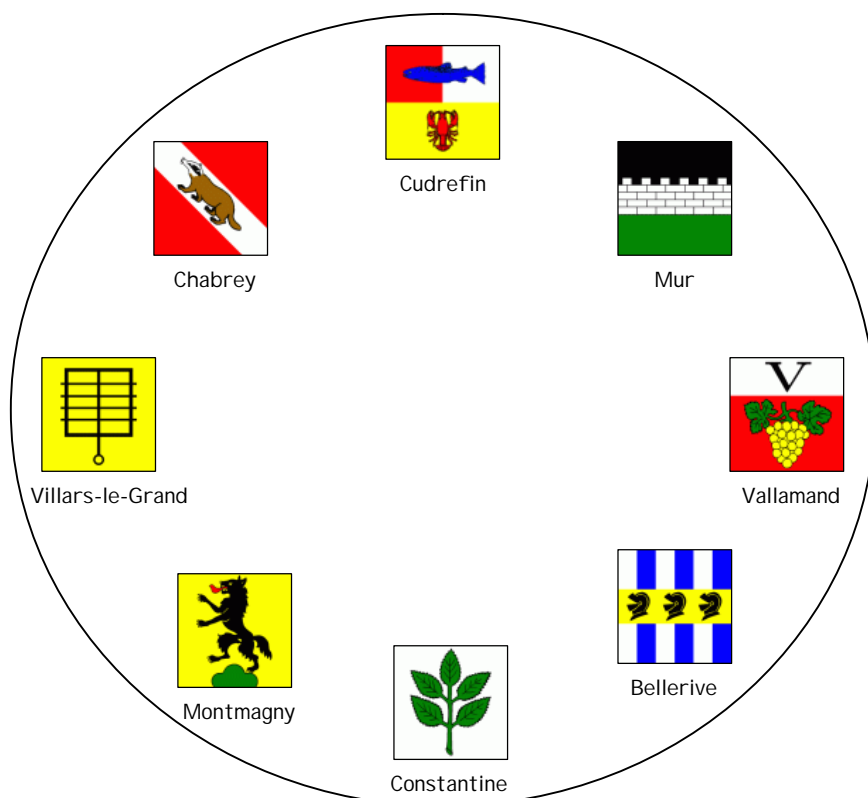 Cudrefin
Chabrey
Mur
V
Villars-le-Grand
Vallamand
Montmagny
Bellerive
Constantine